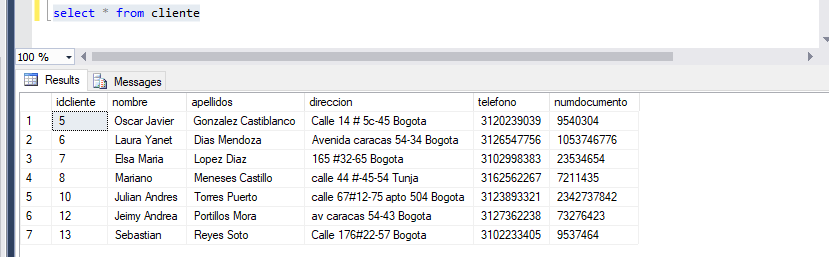 select * from cliente
100 %
Results Messages
idcliente nombre apellidos direccion telefono numdocumento
1 5 Oscar Javier Gonzalez Castiblanco Calle 14 # 5c-45 Bogota 3120239039 9540304
2 6 Laura Yanet Dias Mendoza Avenida caracas 54-34 Bogota 3126547756 1053746776
3 7 Elsa Maria Lopez Diaz 165 #32-65 Bogota 3102998383 23534654
4 8 Mariano Meneses Castillo calle 44 #-45-54 Tunja 3162562267 7211435
5 10 Julian Andres Torres Puerto calle 67#12-75 apto 504 Bogota 3123893321 2342737842
6 12 Jeimy Andrea Portillos Mora av caracas 54-43 Bogota 3127362238 73276423
7 13 Sebastian Reyes Soto Calle 176#22-57 Bogota 3102233405 9537464